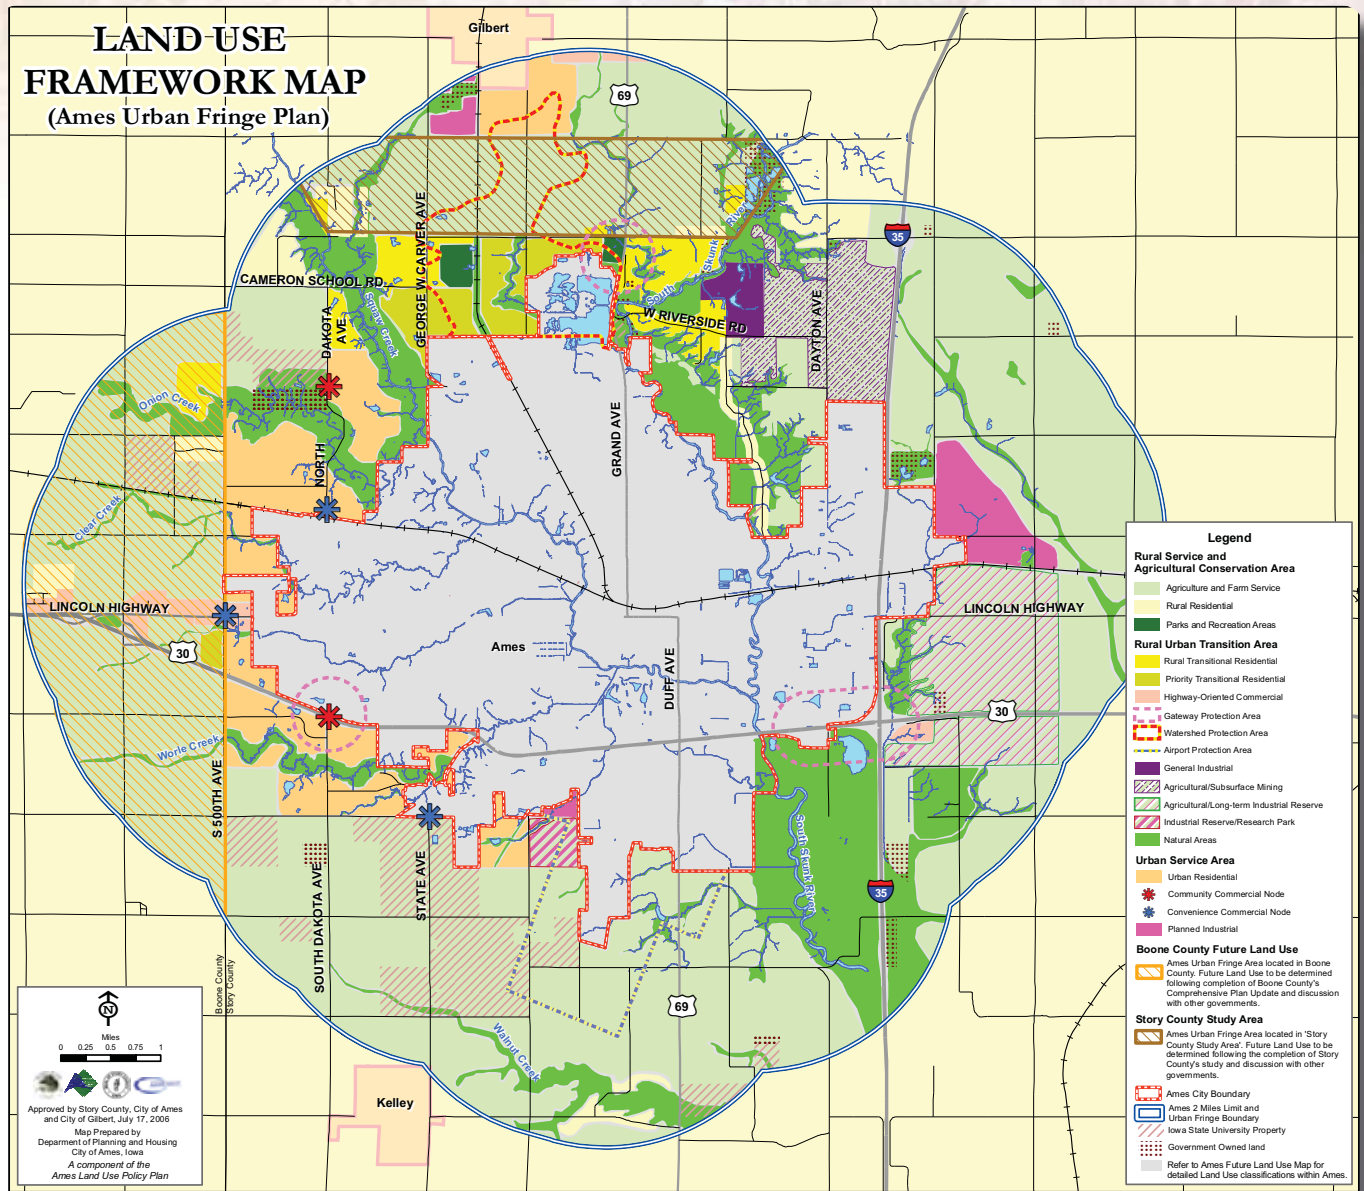 LAND USE
FRAMEWORK MAP
(Ames Urban Fringe Plan)
Gilbert
69
35
CAMERON SCHOOL RD.
GEORGE W CARVER AVE
DAKOTA
AVE
NORTH
Squaw Creek
South
Skunk
River
W RIVERSIDE RD
DAYTON AVE
GRAND AVE
Onion Creek
Clear Creek
LINCOLN HIGHWAY
LINCOLN HIGHWAY
30
Ames
DUFF AVE
30
Worle Creek
S 500TH AVE
SOUTH DAKOTA AVE
STATE AVE
South Skunk River
35
Boone County
Story County
69
Walnut Creek
Kelley
N
Miles
0 0.25 0.5 0.75 1
Approved by Story County, City of Ames
and City of Gilbert, July 17, 2006
Map Prepared by
Deparment of Planning and Housing
City of Ames, Iowa
A component of the
Ames Land Use Policy Plan
Legend
Rural Service and
Agricultural Conservation Area
Agriculture and Farm Service
Rural Residential
Parks and Recreation Areas
Rural Urban Transition Area
Rural Transitional Residential
Priority Transitional Residential
Highway-Oriented Commercial
Gateway Protection Area
Watershed Protection Area
Airport Protection Area
General Industrial
Agricultural/Subsurface Mining
Agricultural/Long-term Industrial Reserve
Industrial Reserve/Research Park
Natural Areas
Urban Service Area
Urban Residential
Community Commercial Node
Convenience Commercial Node
Planned Industrial
Boone County Future Land Use
Ames Urban Fringe Area located in Boone
County. Future Land Use to be determined
following completion of Boone County's
Comprehensive Plan Update and discussion
with other governments.
Story County Study Area
Ames Urban Fringe Area located in 'Story
County Study Area'. Future Land Use to be
determined following the completion of Story
County's study and discussion with other
governments.
Ames City Boundary
Ames 2 Miles Limit and
Urban Fringe Boundary
Iowa State University Property
Government Owned land
Refer to Ames Future Land Use Map for
detailed Land Use classifications within Ames.